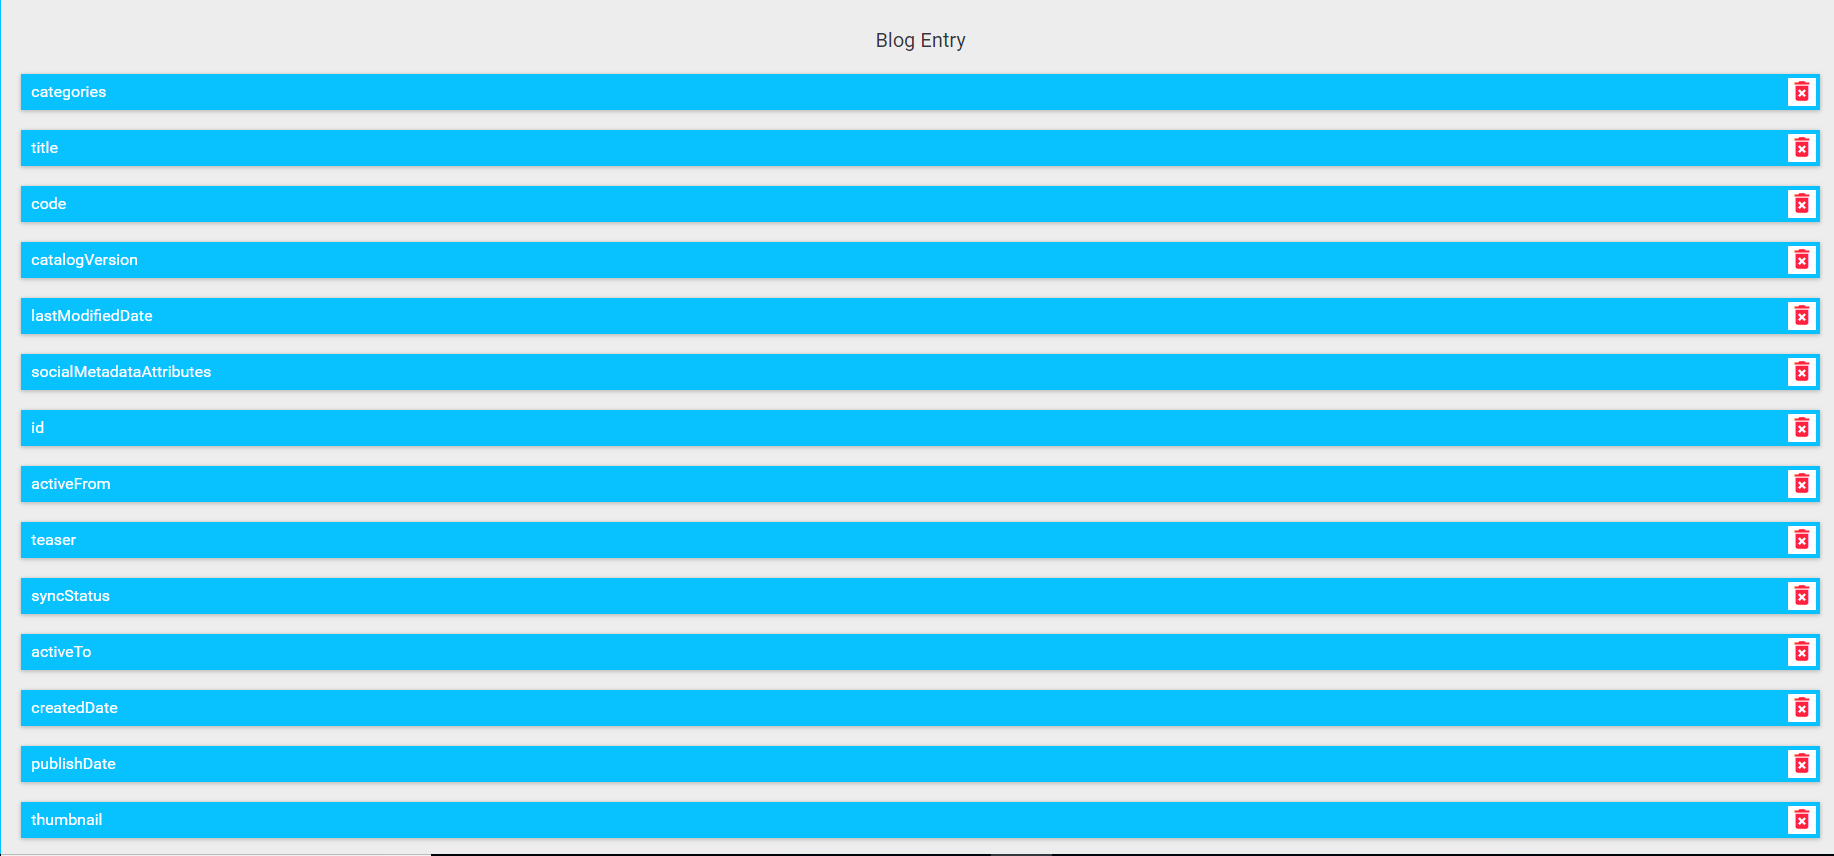 Blog Entry
categories
title
code
catalogVersion
lastModifiedDate
socialMetadataAttributes
id
activeFrom
teaser
syncStatus
activeTo
createdDate
publishDate
thumbnail